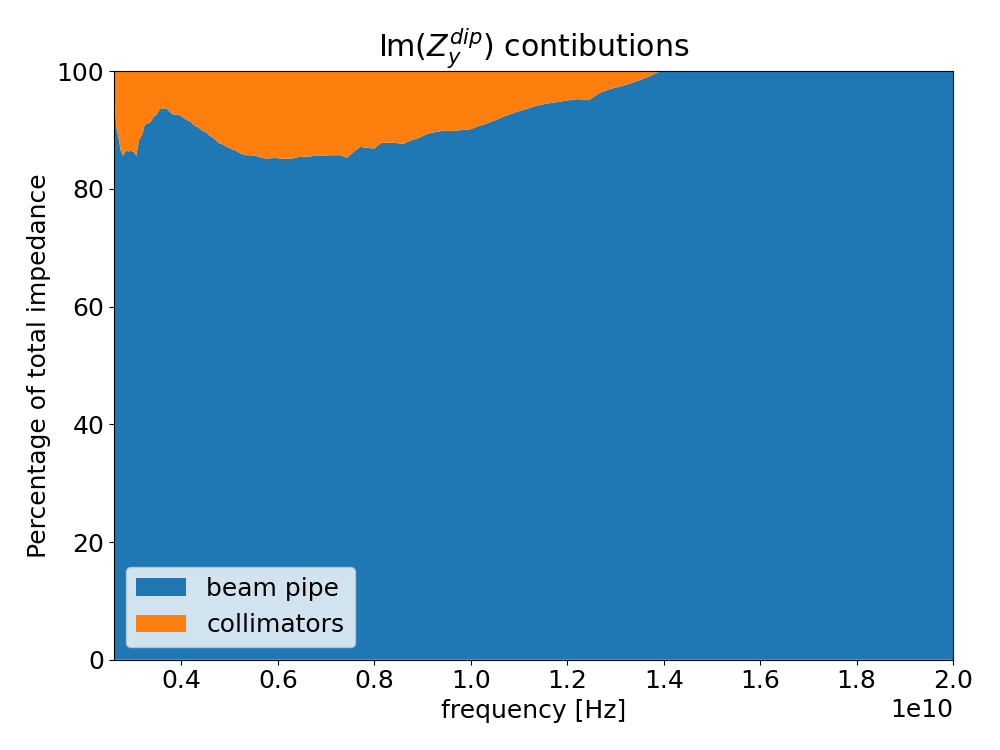 Im(Z_y^{dip}) contibutions
Percentage of total impedance
100
80
60
40
20
0
beam pipe
collimators
0.4 0.6 0.8 1.0 1.2 1.4 1.6 1.8 2.0
frequency [Hz] 1e10